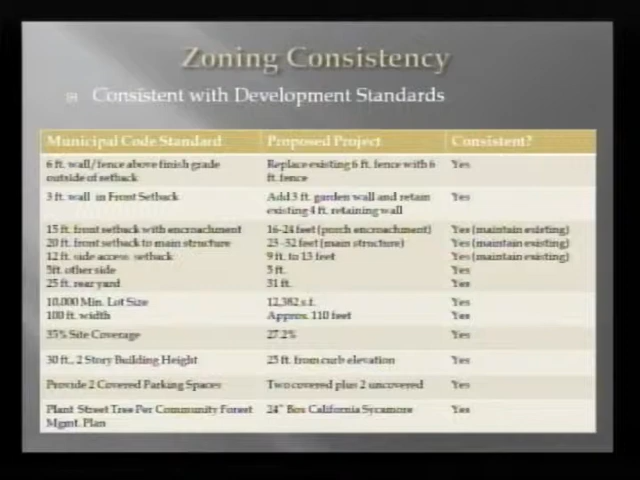 Zoning Consistency
Consistent with Development Standards
Municipal Code Standard Proposed Project Consistent?
6 ft. wall/fence above finish grade Replace existing 6 ft. fence with 6 Yes
outside of setback ft. fence
3 ft. wall in Front Setback Add 3 ft. garden wall and retain Yes
existing 4 ft. retaining wall
15 ft. front setback with encroachment 16-24 feet (porch encroachment) Yes (maintain existing)
20 ft. front setback to main structure 23-32 feet (main structure) Yes (maintain existing)
12 ft. side access setback 9 ft. to 13 feet Yes (maintain existing)
5ft. other side 5 ft. Yes
25 ft. rear yard 31 ft. Yes
10,000 Min. Lot Size 12,382 s.f. Yes
100 ft. width Approx. 110 feet Yes
35% Site Coverage 27.2% Yes
30 ft., 2 Story Building Height 25 ft. from curb elevation Yes
Provide 2 Covered Parking Spaces Two covered plus 2 uncovered Yes
Plant Street Tree Per Community Forest 24" Box California Sycamore Yes
Mgmt. Plan